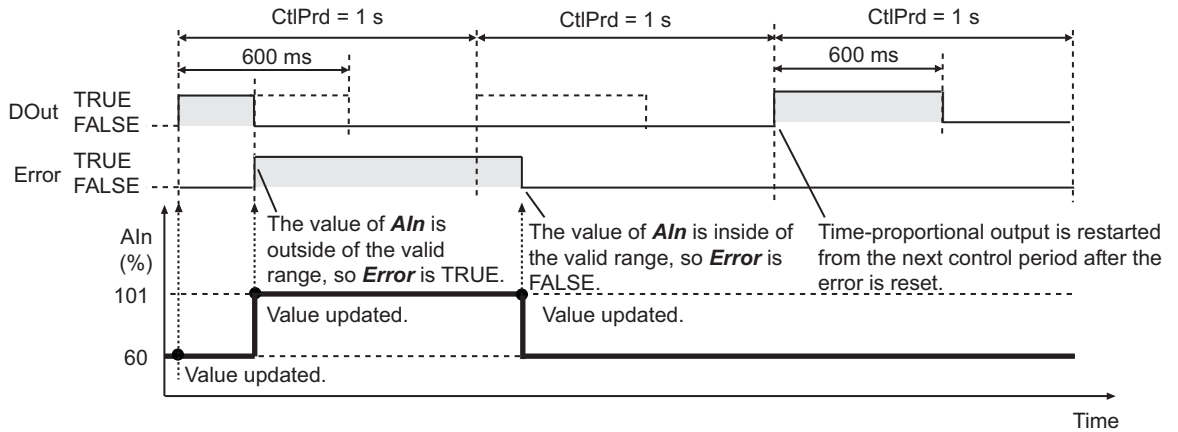 CtlPrd = 1 s
CtlPrd = 1 s
CtlPrd = 1 s
600 ms
600 ms
DOut
TRUE
FALSE
Error
TRUE
FALSE
The value of AIn is
outside of the valid
range, so Error is TRUE.
The value of AIn is inside of
the valid range, so Error is
FALSE.
Time-proportional output is restarted
from the next control period after the
error is reset.
AIn
(%)
101
Value updated.
Value updated.
60
Value updated.
Time